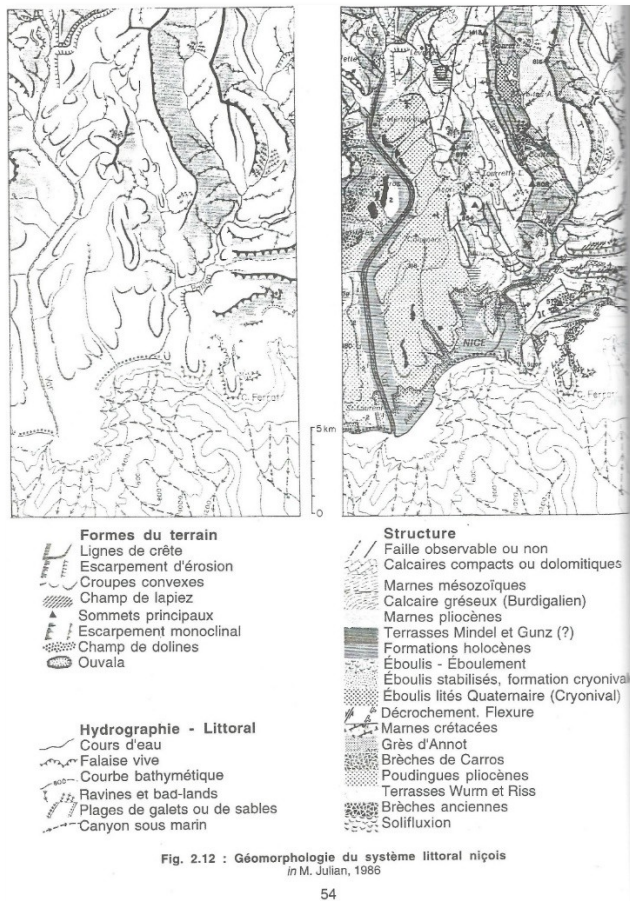 C. Ferrat
NICE
5 km
0
Formes du terrain
Lignes de crête
Escarpement d'érosion
Croupes convexes
Champ de lapiez
Sommets principaux
Escarpement monoclinal
Champ de dolines
Ouvala
Hydrographie - Littoral
Cours d'eau
Falaise vive
Courbe bathymétique
Ravines et bad-lands
Plages de galets ou de sables
Canyon sous marin
Structure
Faille observable ou non
Calcaires compacts ou dolomitiques
Marnes mésozoïques
Calcaire gréseux (Burdigalien)
Marnes pliocènes
Terrasses Mindel et Gunz (?)
Formations holocènes
Éboulis - Éboulement
Éboulis stabilisés, formation cryonival
Éboulis lités Quaternaire (Cryonival)
Décrochement. Flexure
Marnes crétacées
Grès d'Annot
Brèches de Carros
Poudingues pliocènes
Terrasses Wurm et Riss
Brèches anciennes
Solifluxion
Fig. 2.12 : Géomorphologie du système littoral niçois
in M. Julian, 1986
54